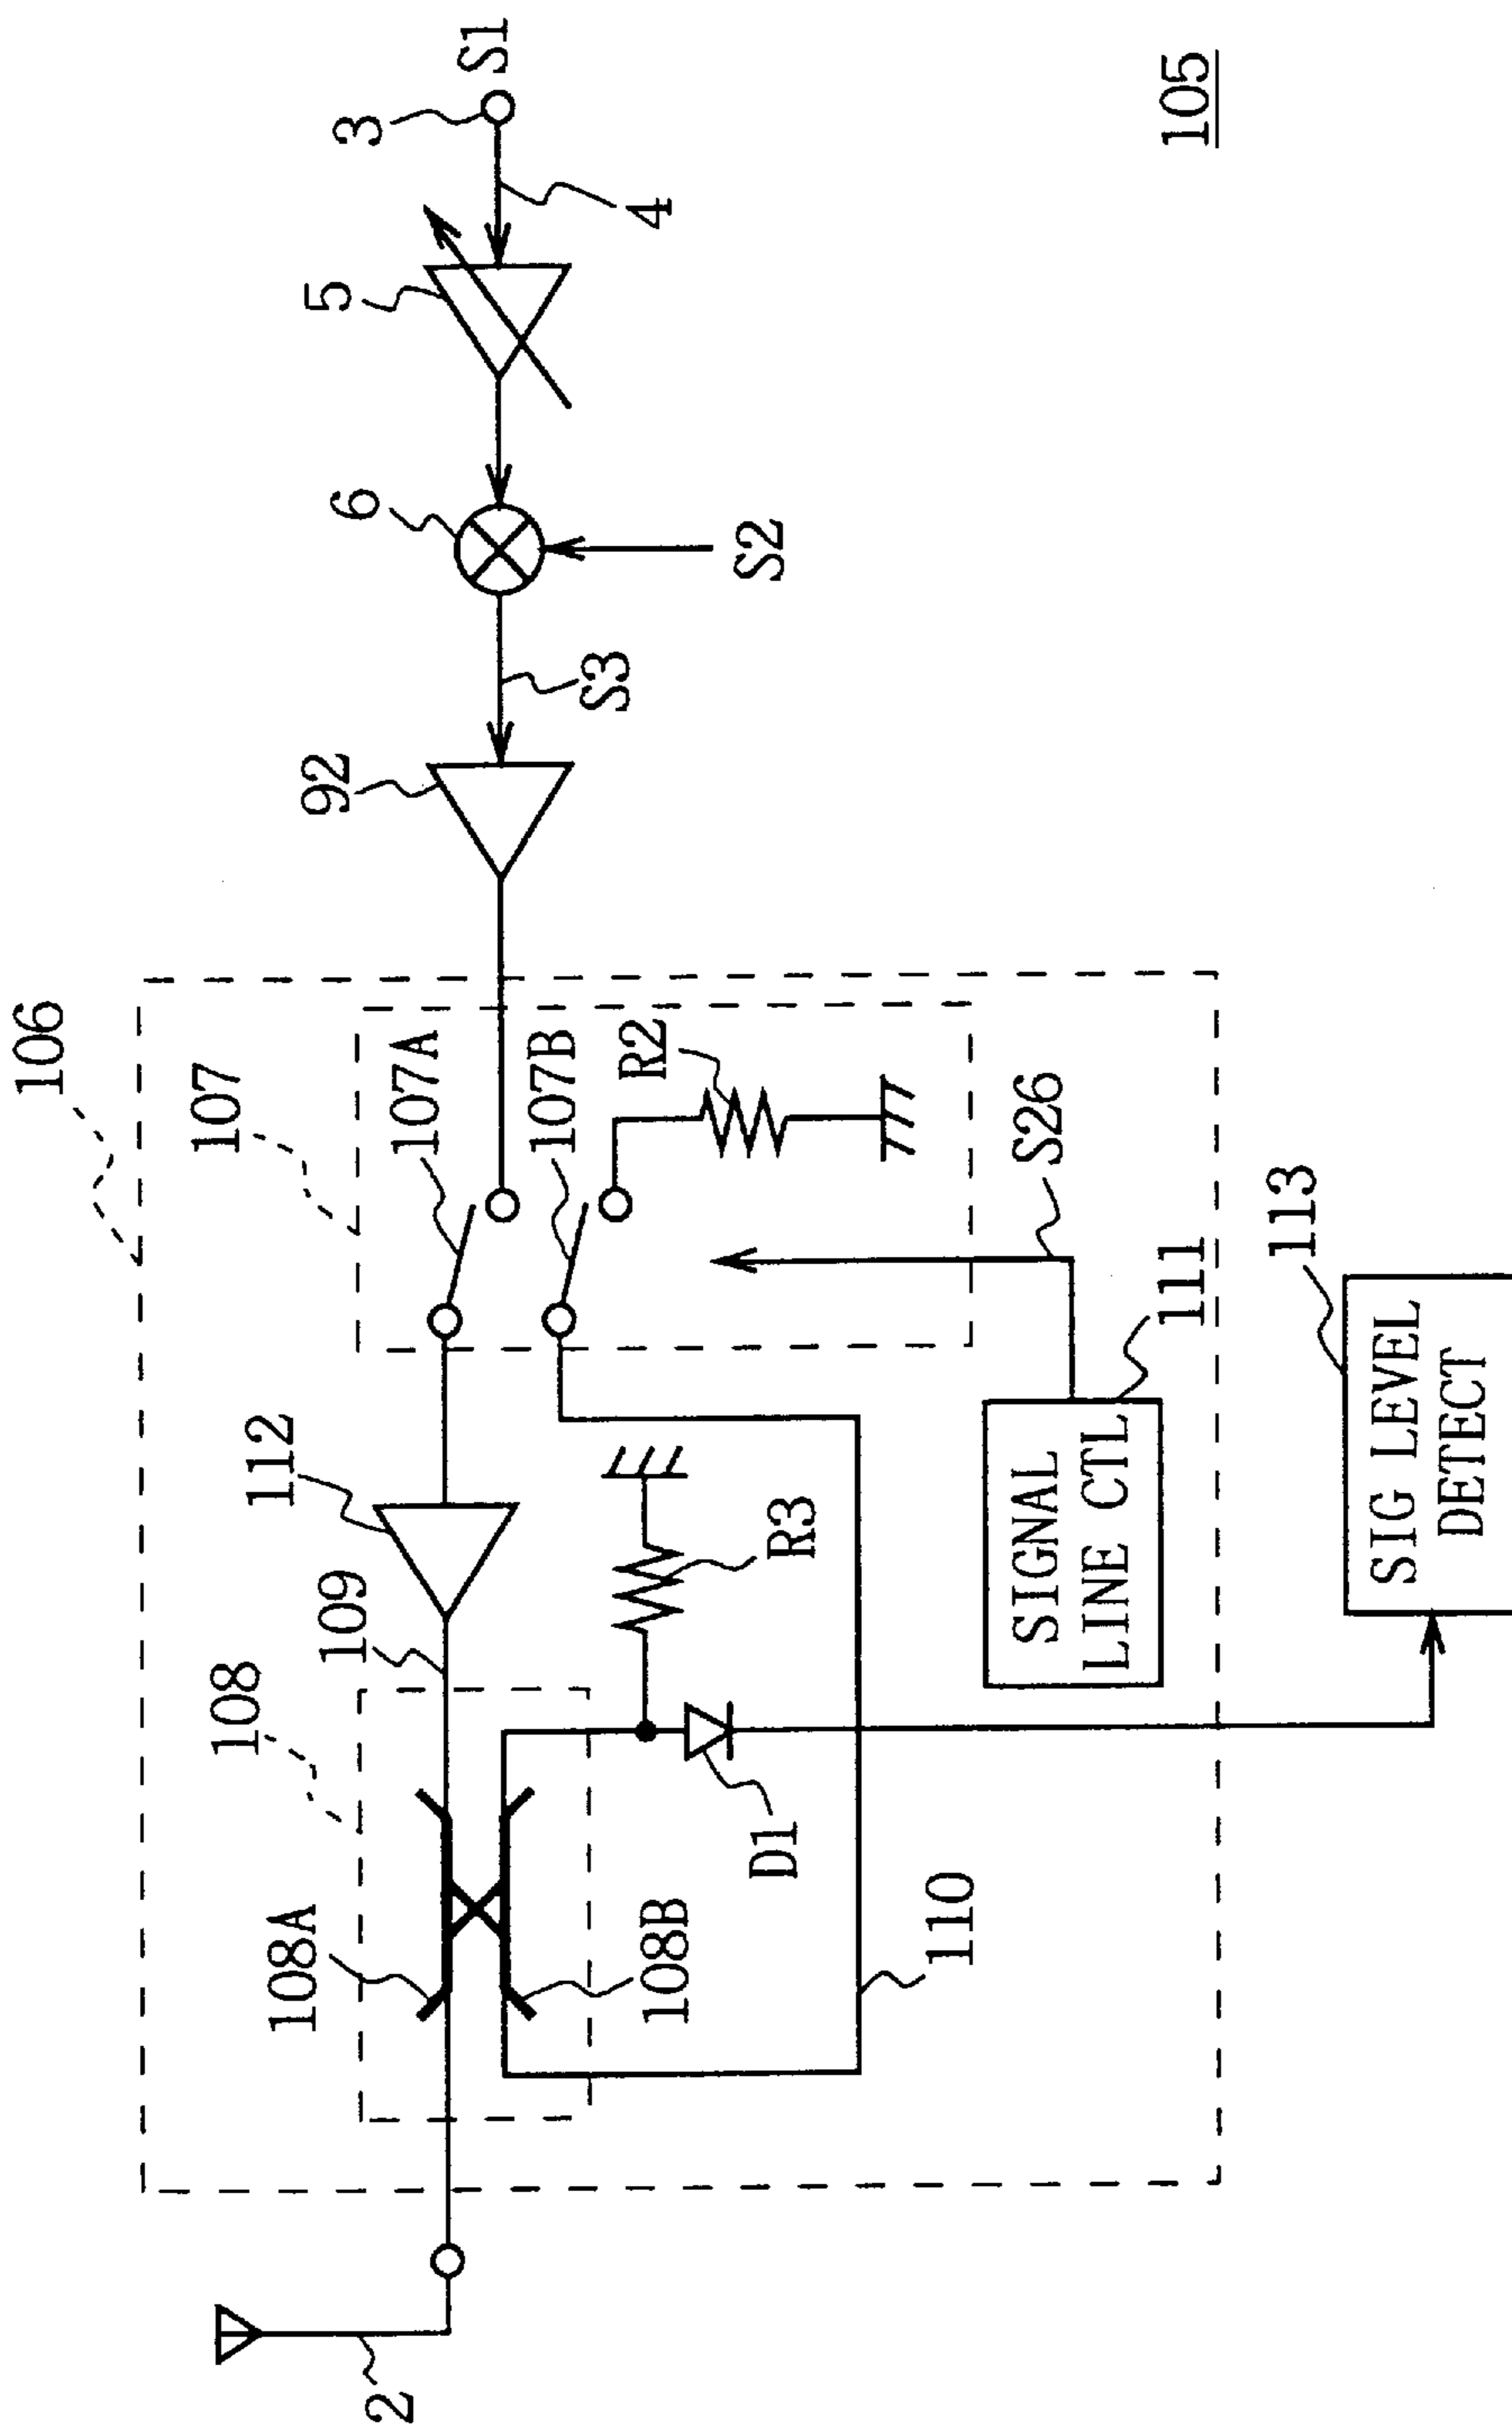 3
S1
4
5
6
S2
S3
92
105
106
107
107A
107B
R2
S26
111
113
SIG LEVEL
DETECT
SIGNAL
LINE CTL
112
109
R3
108
108A
108B
D1
110
2